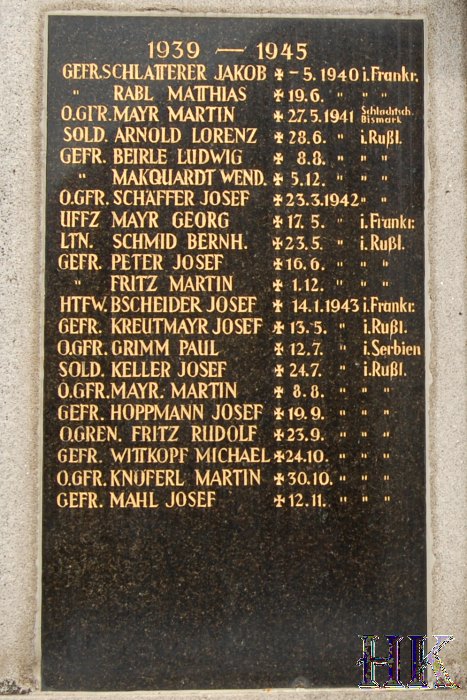 1939 — 1945
GEFR. SCHLATTERER JAKOB ✠ – 5. 1940 i. Frankr.
" RABL MATTHIAS ✠ 19.6. " " "
O.GFR. MAYR MARTIN ✠ 27.5.1941 Schlachtsch. Bismark
SOLD. ARNOLD LORENZ ✠ 28.6. " i. Rußl.
GEFR. BEIRLE LUDWIG ✠ 8.8. " " "
" MAKQUARDT WEND. ✠ 5.12. " " "
O.GFR. SCHÄFFER JOSEF ✠ 23.3.1942 " "
UFFZ MAYR GEORG ✠ 17.5. " i. Frankr.
LTN. SCHMID BERNH. ✠ 23.5. " i. Rußl.
GEFR. PETER JOSEF ✠ 16.6. " " "
" FRITZ MARTIN ✠ 1.12. " " "
HTFW. BSCHEIDER JOSEF ✠ 14.1.1943 i. Frankr.
GEFR. KREUTMAYR JOSEF ✠ 13.5. " i. Rußl.
O.GFR. GRIMM PAUL ✠ 12.7. " i. Serbien
SOLD. KELLER JOSEF ✠ 24.7. " i. Rußl.
O.GFR. MAYR. MARTIN ✠ 8.8. " " "
GEFR. HOPPMANN JOSEF ✠ 19.9. " " "
O.GREN. FRITZ RUDOLF ✠ 23.9. " " "
GEFR. WITTKOPF MICHAEL ✠ 24.10. " " "
O.GFR. KNÖFERL MARTIN ✠ 30.10. " " "
GEFR. MAHL JOSEF ✠ 12.11. " " "
HK